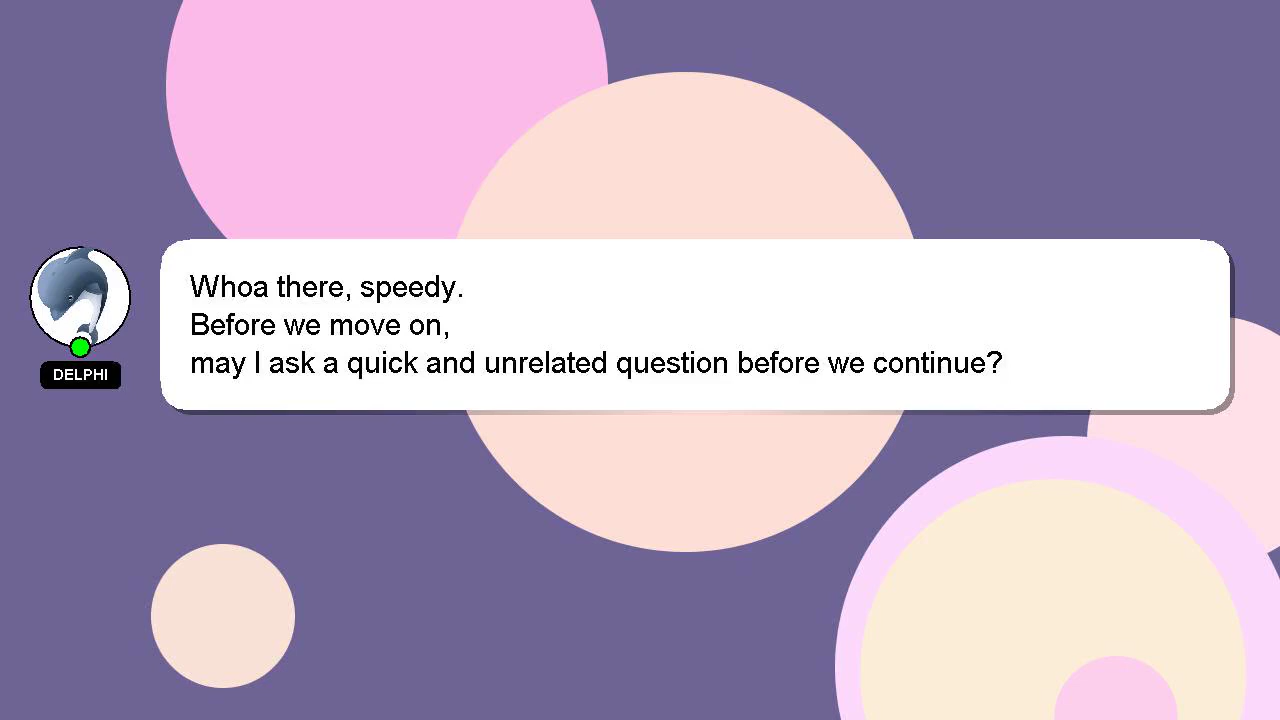 Whoa there, speedy.
Before we move on,
may I ask a quick and unrelated question before we continue?
DELPHI